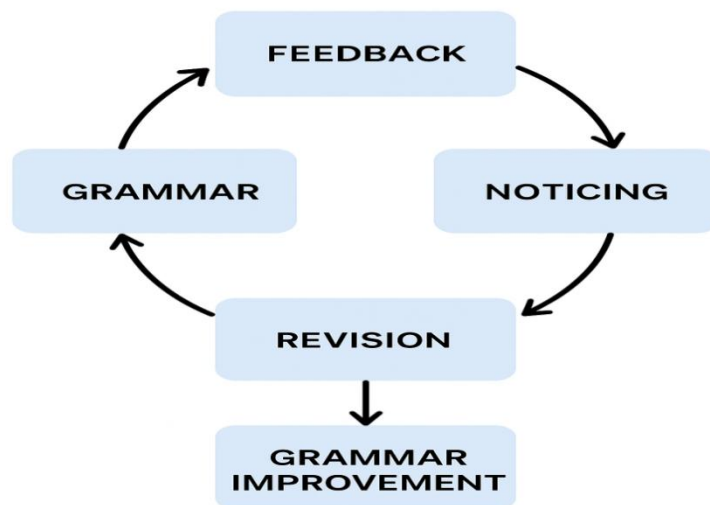 FEEDBACK
GRAMMAR
NOTICING
REVISION
GRAMMAR
IMPROVEMENT